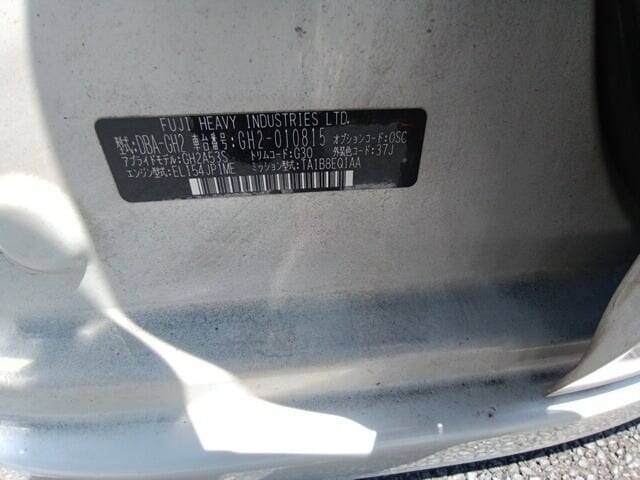 FUJI HEAVY INDUSTRIES LTD.
型式:DBA-GH2 車台番号:GH2-010815 オプションコード:OSC
アプライドモデル:GH2A53S トリムコード:G30 外装色コード:37J
エンジン型式:EL154JP1ME ミッション型式:TA1B8EQ1AA